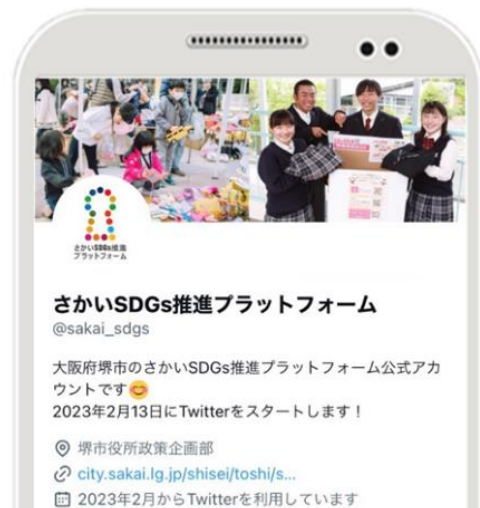 さかいSDGs推進
プラットフォーム
さかいSDGs推進プラットフォーム
@sakai_sdgs
大阪府堺市のさかいSDGs推進プラットフォーム公式アカ
ウントです😊
2023年2月13日にTwitterをスタートします！
堺市役所政策企画部
city.sakai.lg.jp/shisei/toshi/s...
2023年2月からTwitterを利用しています